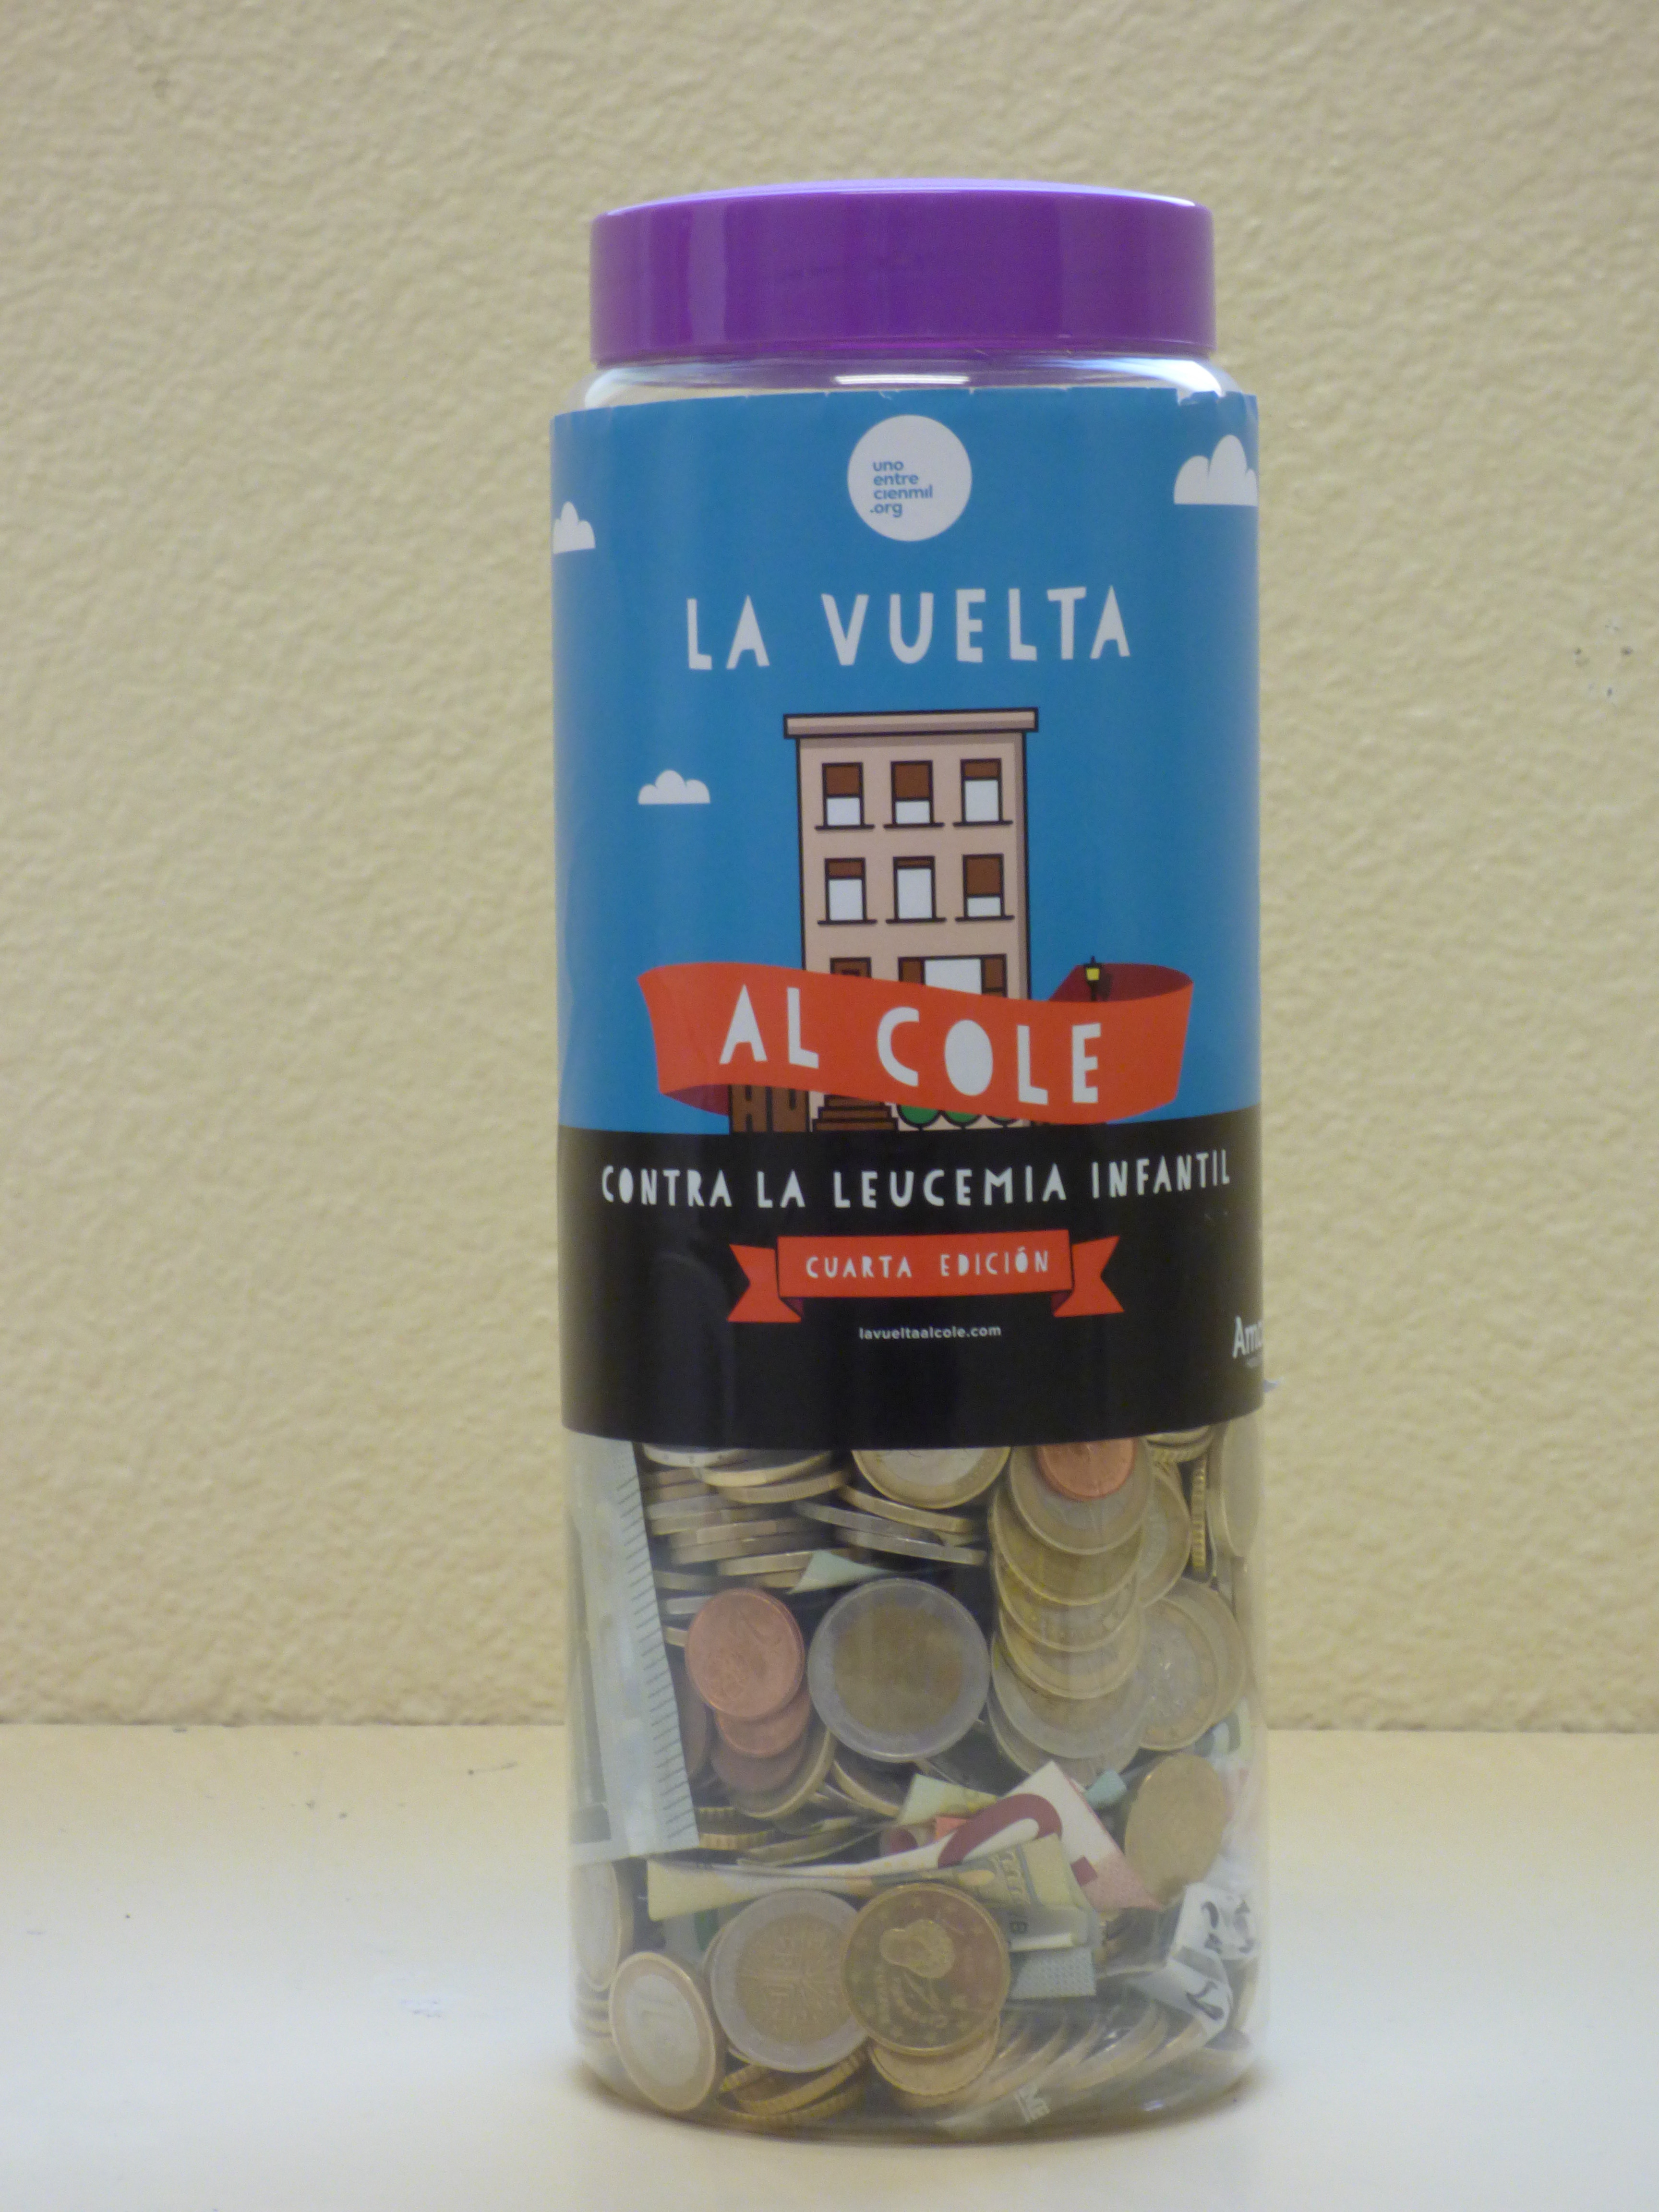 uno
entre
cienmil
.org
LA VUELTA
AL COLE
CONTRA LA LEUCEMIA INFANTIL
CUARTA EDICIÓN
lavueltaalcole.com